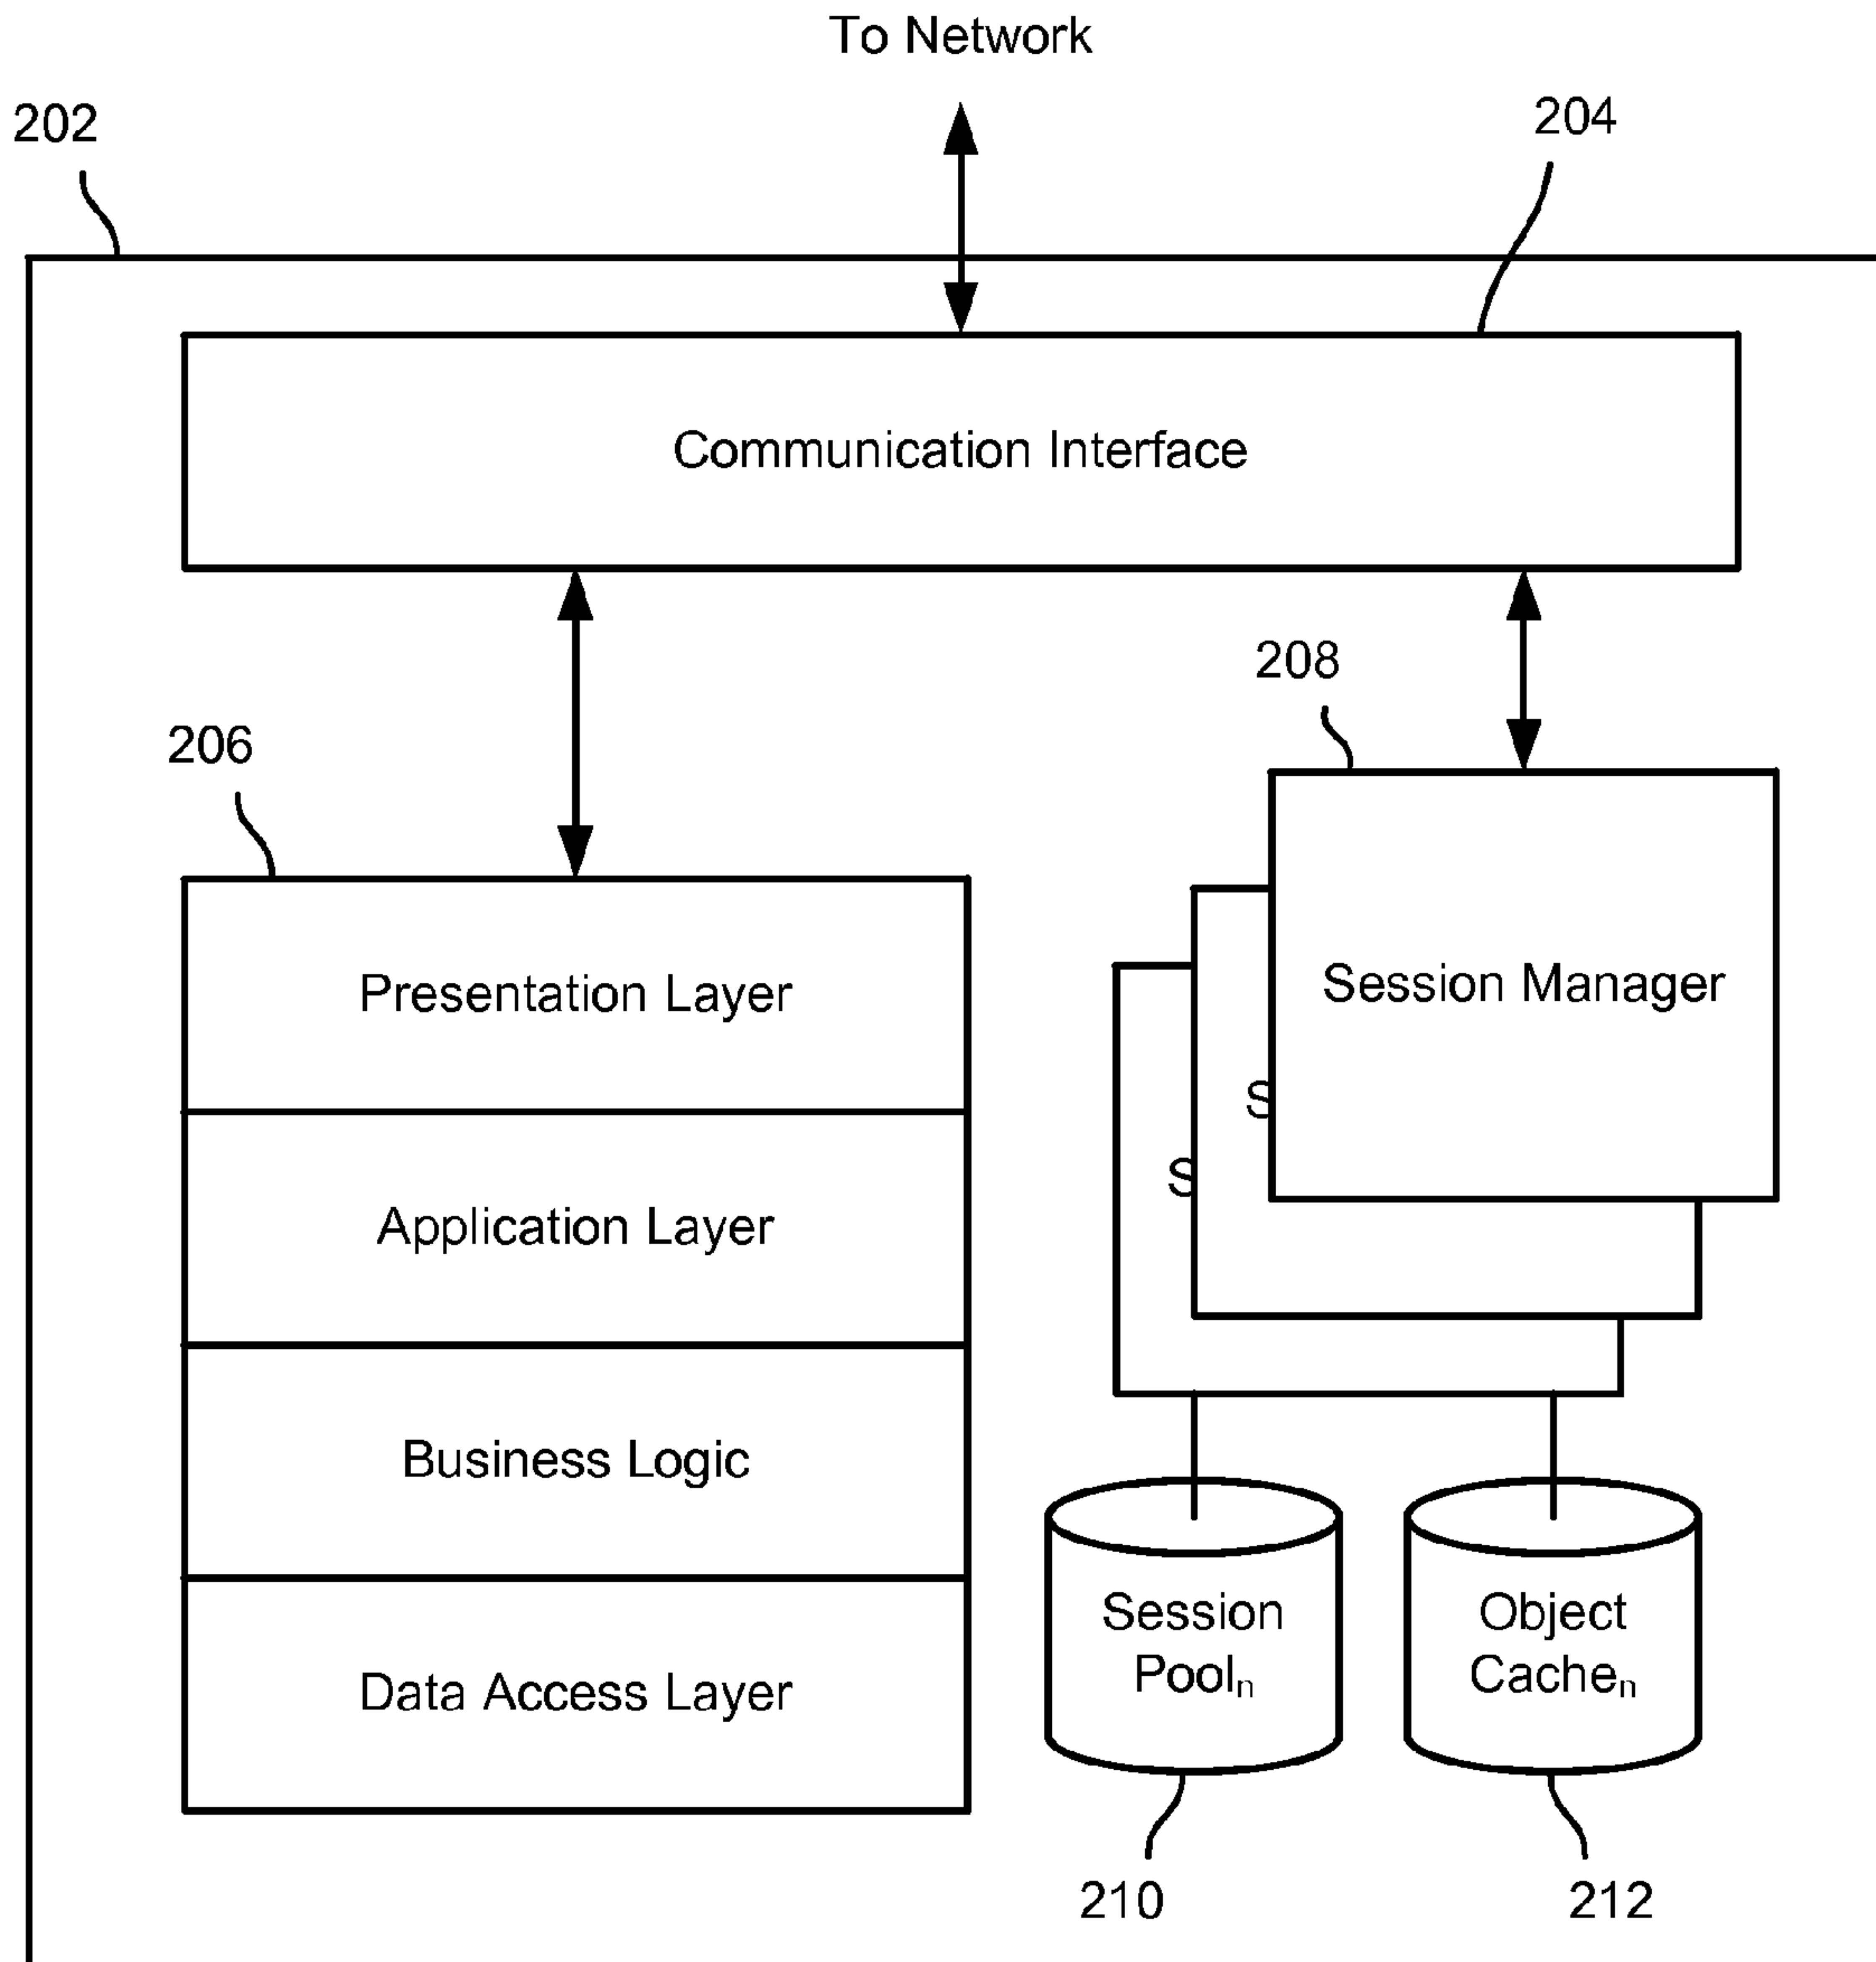 To Network
202
204
Communication Interface
208
206
Session Manager
Presentation Layer
S
S
Application Layer
Business Logic
Session
Object
Pooln
Cachen
Data Access Layer
210
212